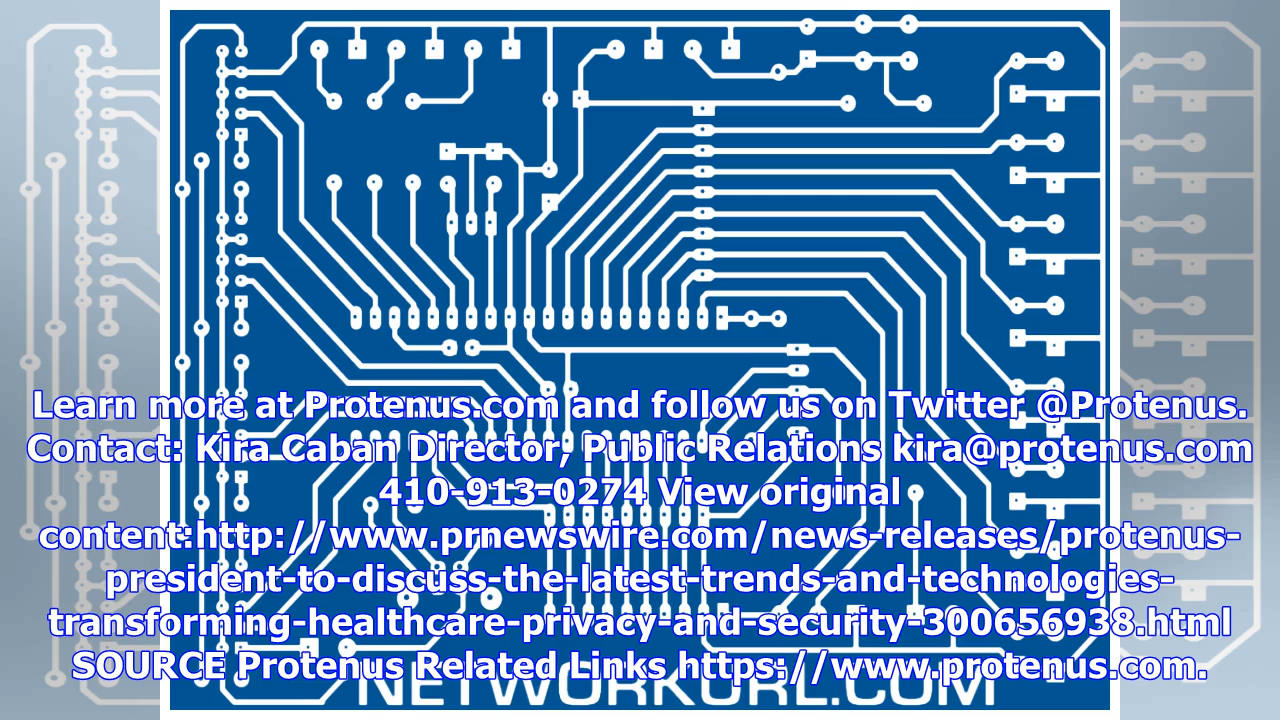 Learn more at Protenus.com and follow us on Twitter @Protenus.
Contact: Kira Caban Director, Public Relations kira@protenus.com
410-913-0274 View original
content:http://www.prnewswire.com/news-releases/protenus-
president-to-discuss-the-latest-trends-and-technologies-
transforming-healthcare-privacy-and-security-300656938.html
SOURCE Protenus Related Links https://www.protenus.com.
NETWORKURL.COM